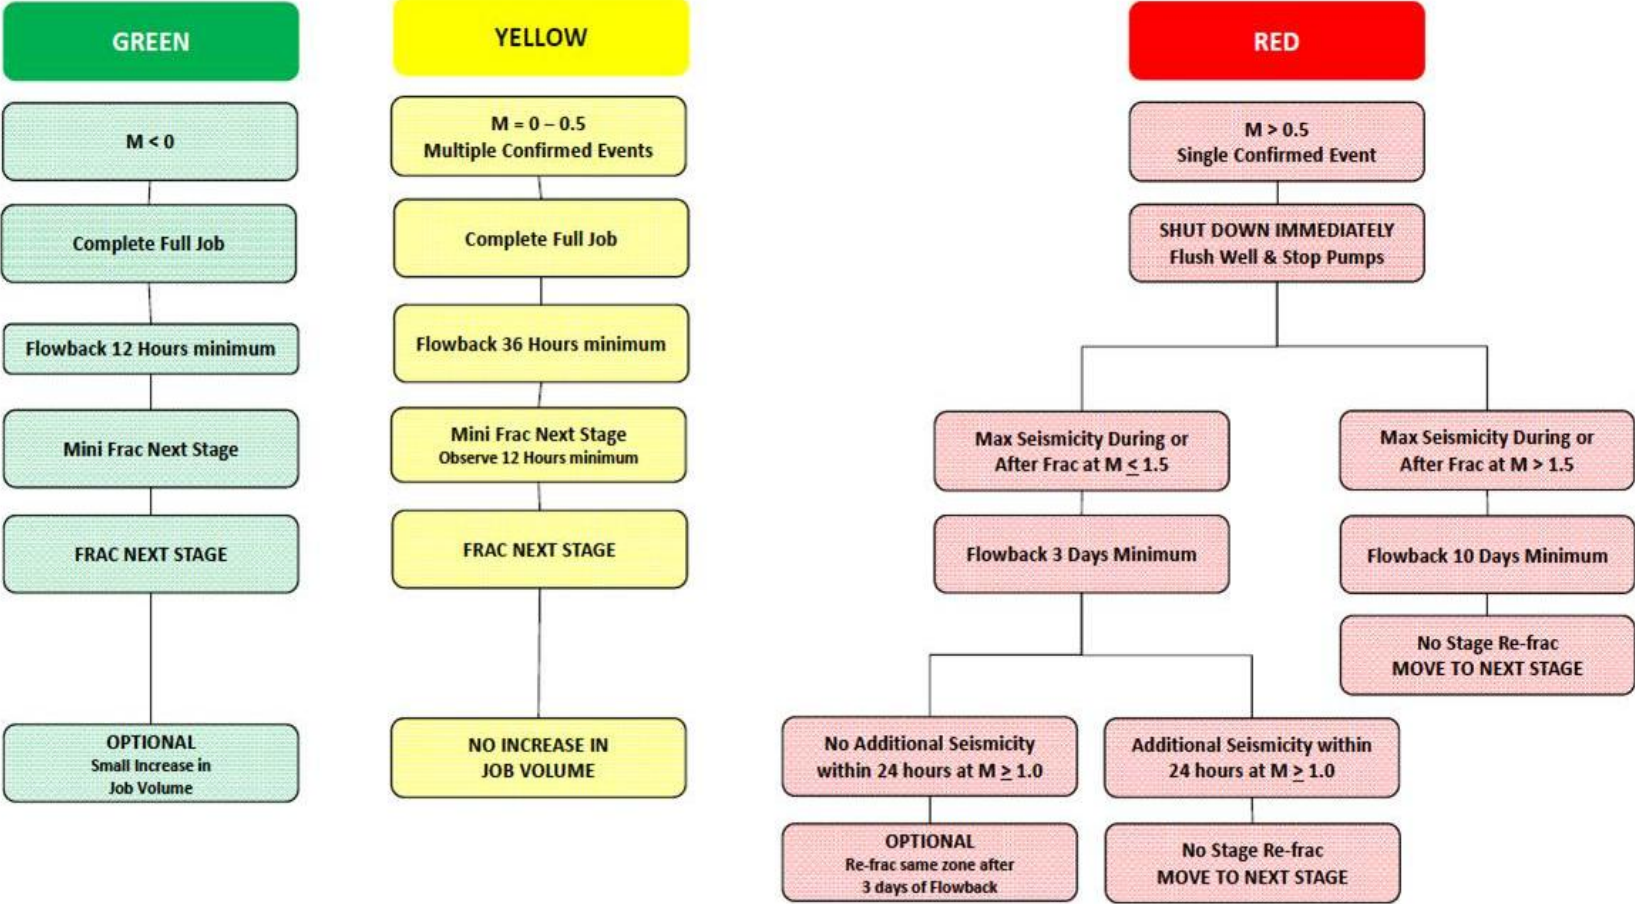 GREEN
M < 0
Complete Full Job
Flowback 12 Hours minimum
Mini Frac Next Stage
FRAC NEXT STAGE
OPTIONAL
Small Increase in
Job Volume
YELLOW
M = 0 – 0.5
Multiple Confirmed Events
Complete Full Job
Flowback 36 Hours minimum
Mini Frac Next Stage
Observe 12 Hours minimum
FRAC NEXT STAGE
NO INCREASE IN
JOB VOLUME
RED
M > 0.5
Single Confirmed Event
SHUT DOWN IMMEDIATELY
Flush Well & Stop Pumps
Max Seismicity During or
After Frac at M ≤ 1.5
Flowback 3 Days Minimum
No Additional Seismicity
within 24 hours at M ≥ 1.0
OPTIONAL
Re-frac same zone after
3 days of Flowback
Additional Seismicity within
24 hours at M ≥ 1.0
No Stage Re-frac
MOVE TO NEXT STAGE
Max Seismicity During or
After Frac at M > 1.5
Flowback 10 Days Minimum
No Stage Re-frac
MOVE TO NEXT STAGE